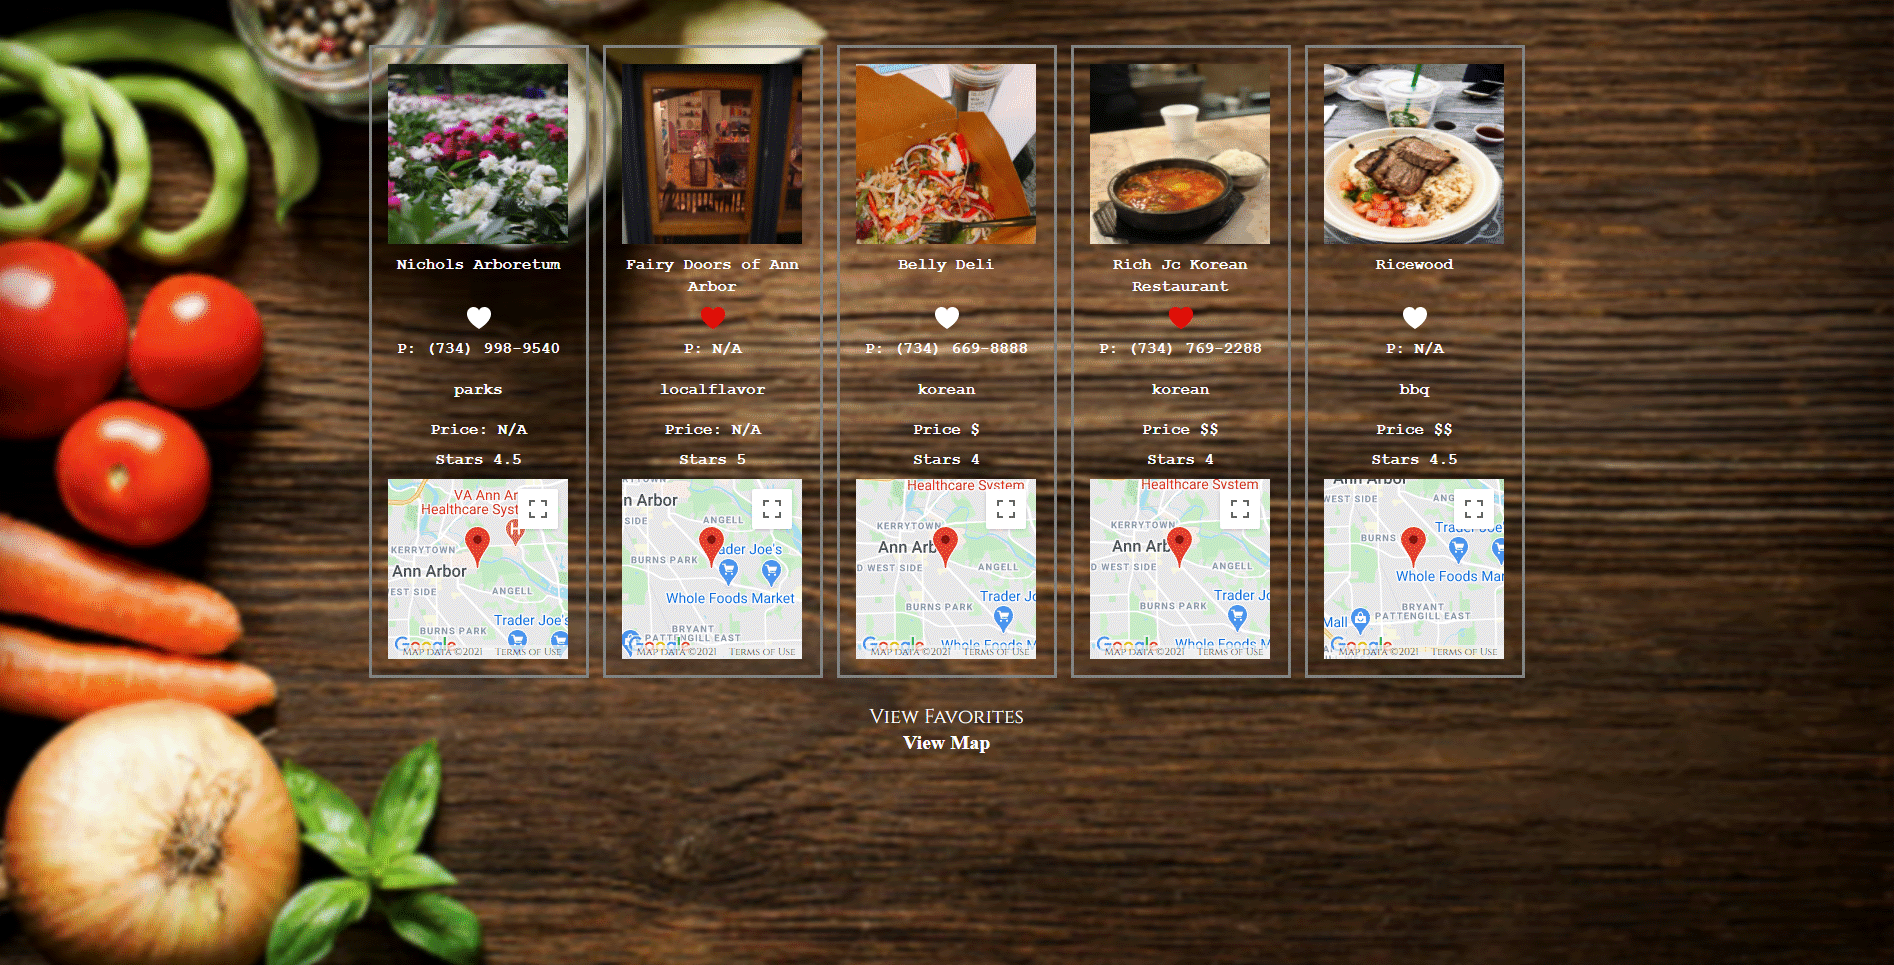 Nichols Arboretum
P: (734) 998-9540
parks
Price: N/A
Stars 4.5
VA Ann Ar
Healthcare Syst
KERRYTOWN
Ann Arbor
EST SIDE
ANGELL
Trader Joe's
BURNS PARK
Google
MAP DATA ©2021 TERMS OF USE
Fairy Doors of Ann
Arbor
P: N/A
localflavor
Price: N/A
Stars 5
n Arbor
SIDE
ANGELL
BURNS PARK
ader Joe's
Whole Foods Market
BRYANT
PATTENGILL EAST
Google
MAP DATA ©2021 TERMS OF USE
Belly Deli
P: (734) 669-8888
korean
Price $
Stars 4
Healthcare System
KERRYTOWN
Ann Arb
D WEST SIDE
ANGELL
Trader Jo
BURNS PARK
Whole Foods M
Google
MAP DATA ©2021 TERMS OF USE
Rich Jc Korean
Restaurant
P: (734) 769-2288
korean
Price $$
Stars 4
Healthcare System
KERRYTOWN
Ann Arb
D WEST SIDE
ANGELL
Trader Jo
BURNS PARK
Whole Foods M
Google
MAP DATA ©2021 TERMS OF USE
Ricewood
P: N/A
bbq
Price $$
Stars 4.5
Ann Arbor
WEST SIDE
ANG
BURNS
Trader Joe
Whole Foods Mar
BRYANT
PATTENGILL EAST
Mall
Google
MAP DATA ©2021 TERMS OF USE
VIEW FAVORITES
View Map